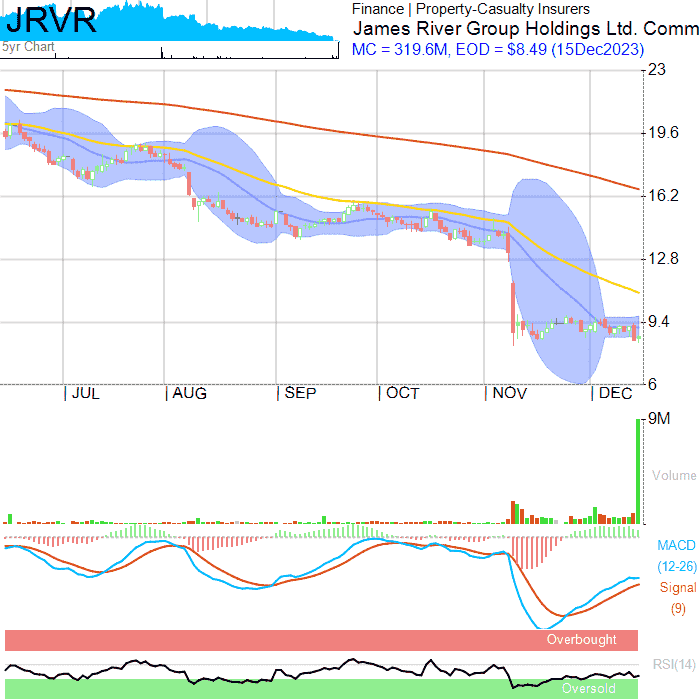 JRVR
5yr Chart
Finance | Property-Casualty Insurers
James River Group Holdings Ltd. Comm
MC = 319.6M, EOD = $8.49 (15Dec2023)
23
19.6
16.2
12.8
9.4
6
| JUL | AUG | SEP | OCT | NOV | DEC
9M
Volume
MACD
(12-26)
Signal
(9)
Overbought
RSI(14)
Oversold